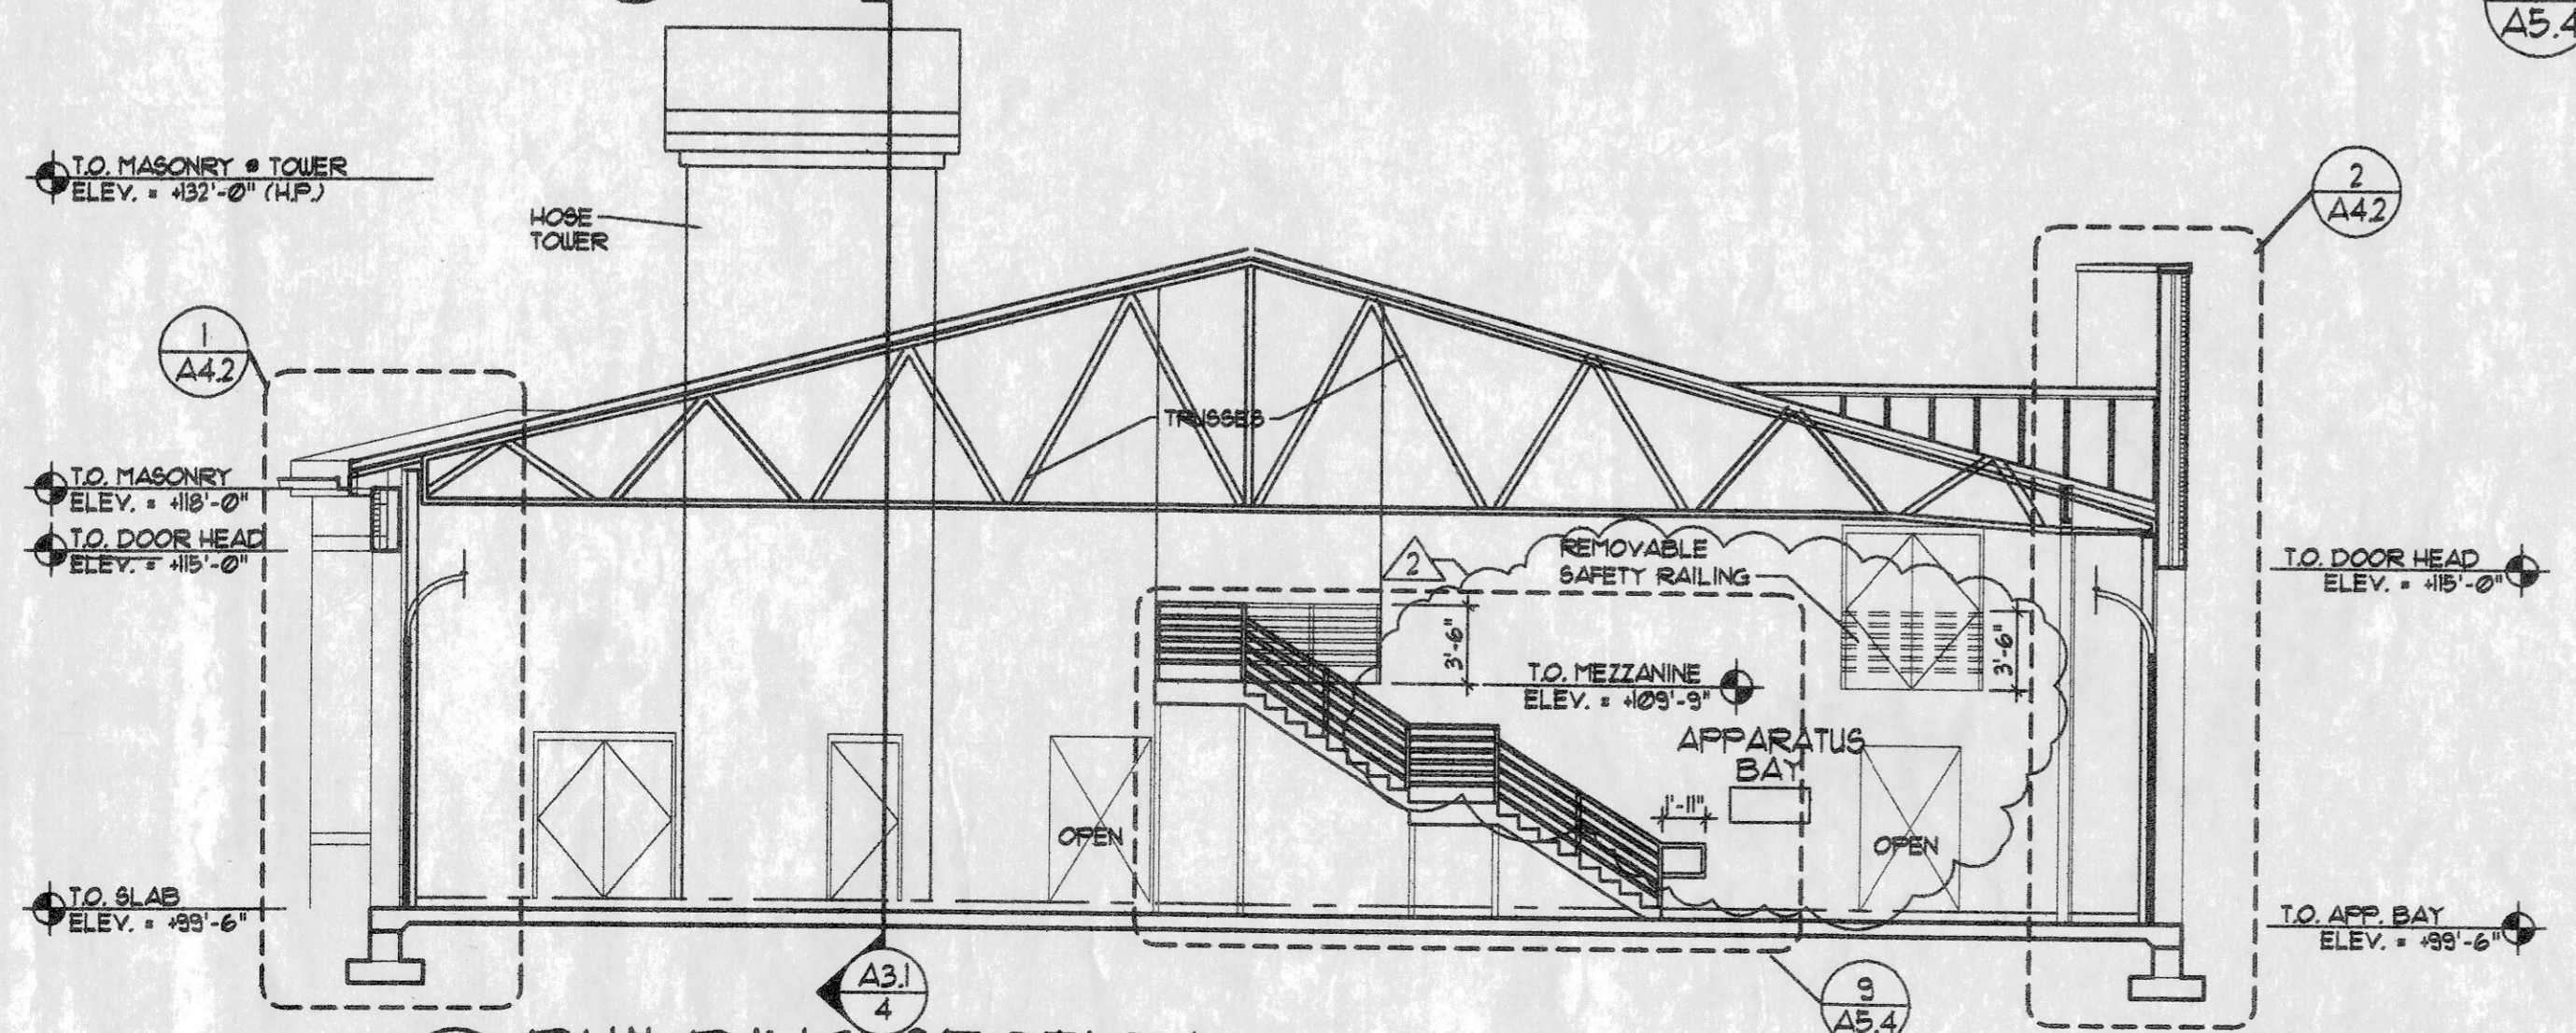 A5.4
T.O. MASONRY @ TOWER
ELEV. = +132'-0" (H.P.)
HOSE
TOWER
2
A4.2
1
A4.2
TRUSSES
T.O. MASONRY
ELEV. = +118'-0"
T.O. DOOR HEAD
ELEV. = +115'-0"
2
REMOVABLE
SAFETY RAILING
T.O. DOOR HEAD
ELEV. = +115'-0"
3'-6"
3'-6"
T.O. MEZZANINE
ELEV. = +109'-9"
APPARATUS
BAY
1'-11"
OPEN
OPEN
T.O. SLAB
ELEV. = +99'-6"
T.O. APP. BAY
ELEV. = +99'-6"
A3.1
4
9
A5.4
BUILDING SECTION